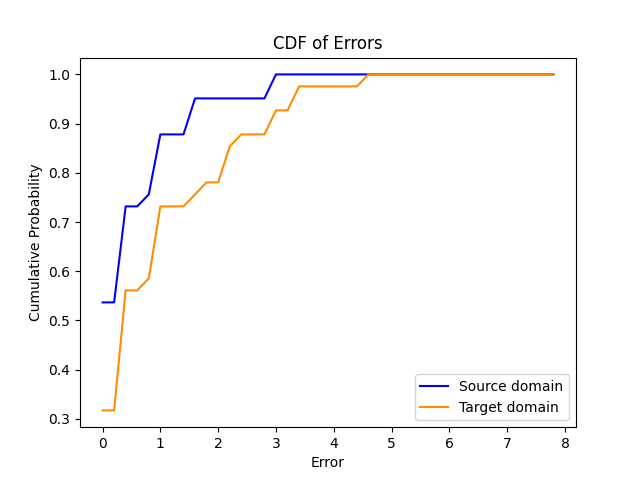 CDF of Errors
Cumulative Probability
1.0
0.9
0.8
0.7
0.6
0.5
0.4
0.3
0 1 2 3 4 5 6 7 8
Error
Source domain
Target domain